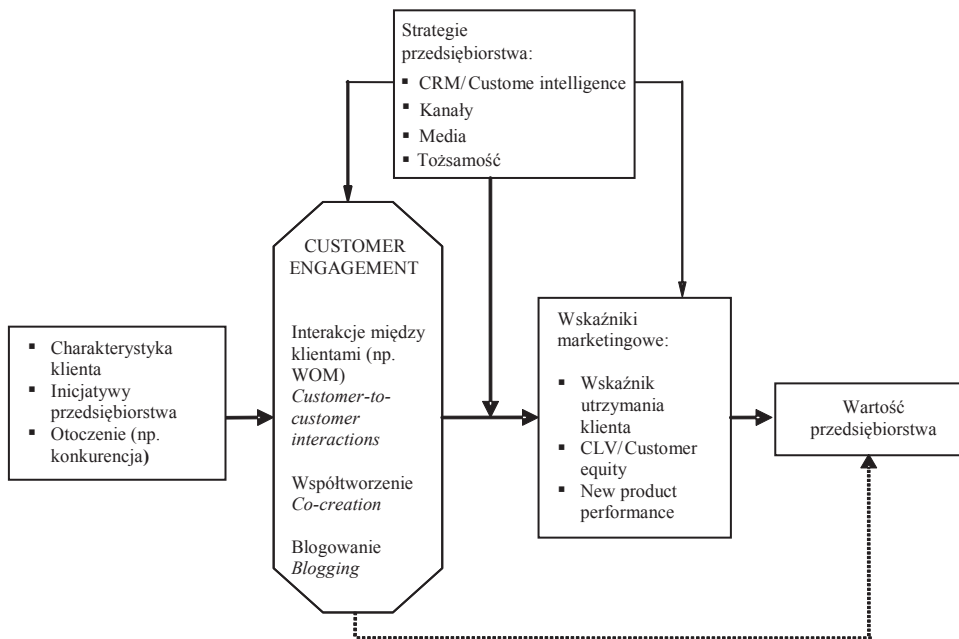 Strategie
przedsiębiorstwa:
▪ CRM/Custome intelligence
▪ Kanały
▪ Media
▪ Tożsamość
CUSTOMER
ENGAGEMENT
Interakcje między
klientami (np.
WOM)
Customer-to-
customer
interactions
Współtworzenie
Co-creation
Blogowanie
Blogging
▪ Charakterystyka
klienta
▪ Inicjatywy
przedsiębiorstwa
▪ Otoczenie (np.
konkurencja)
Wskaźniki
marketingowe:
▪ Wskaźnik
utrzymania
klienta
▪ CLV/Customer
equity
▪ New product
performance
Wartość
przedsiębiorstwa